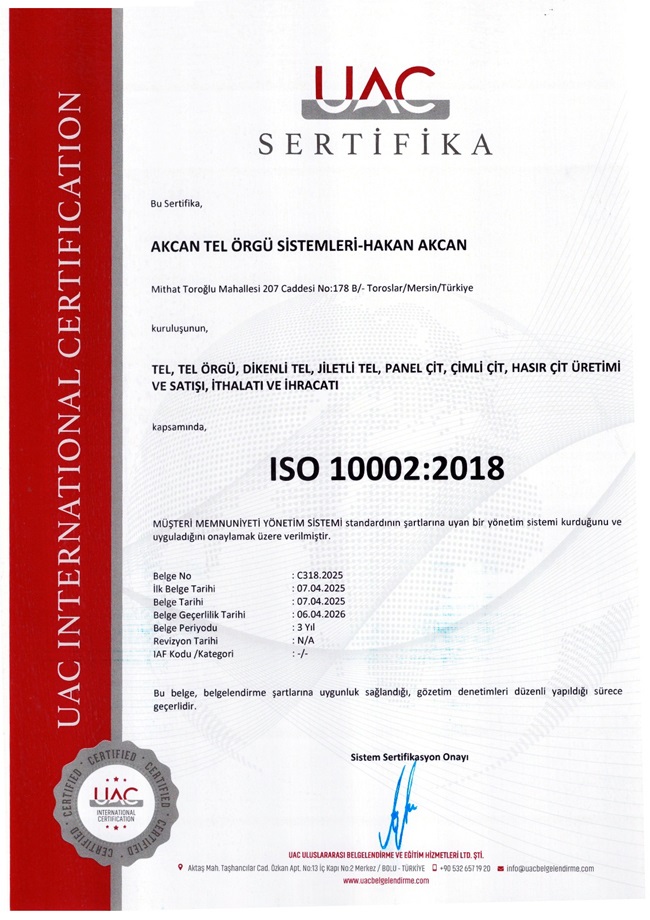 UAC
SERTİFİKA
UAC INTERNATIONAL CERTIFICATION
Bu Sertifika,
AKCAN TEL ÖRGÜ SİSTEMLERİ-HAKAN AKCAN
Mithat Toroğlu Mahallesi 207 Caddesi No:178 B/- Toroslar/Mersin/Türkiye
kuruluşunun,
TEL, TEL ÖRGÜ, DİKENLİ TEL, JİLETLİ TEL, PANEL ÇİT, ÇİMLİ ÇİT, HASIR ÇİT ÜRETİMİ
VE SATIŞI, İTHALATI VE İHRACATI
kapsamında,
ISO 10002:2018
MÜŞTERİ MEMNUNİYETİ YÖNETİM SİSTEMİ standardının şartlarına uyan bir yönetim sistemi kurduğunu ve
uyguladığını onaylamak üzere verilmiştir.
Belge No : C318.2025
İlk Belge Tarihi : 07.04.2025
Belge Tarihi : 07.04.2025
Belge Geçerlilik Tarihi : 06.04.2026
Belge Periyodu : 3 Yıl
Revizyon Tarihi : N/A
IAF Kodu /Kategori : -/-
Bu belge, belgelendirme şartlarına uygunluk sağlandığı, gözetim denetimleri düzenli yapıldığı sürece
geçerlidir.
Sistem Sertifikasyon Onayı
CERTIFIED · CERTIFIED · CERTIFIED · CERTIFIED ·
UAC
INTERNATIONAL
CERTIFICATION
UAC ULUSLARARASI BELGELENDİRME VE EĞİTİM HİZMETLERİ LTD. ŞTİ.
Aktaş Mah. Taşhancılar Cad. Özkan Apt. No:13 İç Kapı No:2 Merkez / BOLU - TÜRKİYE +90 532 657 19 20 info@uacbelgelendirme.com
www.uacbelgelendirme.com